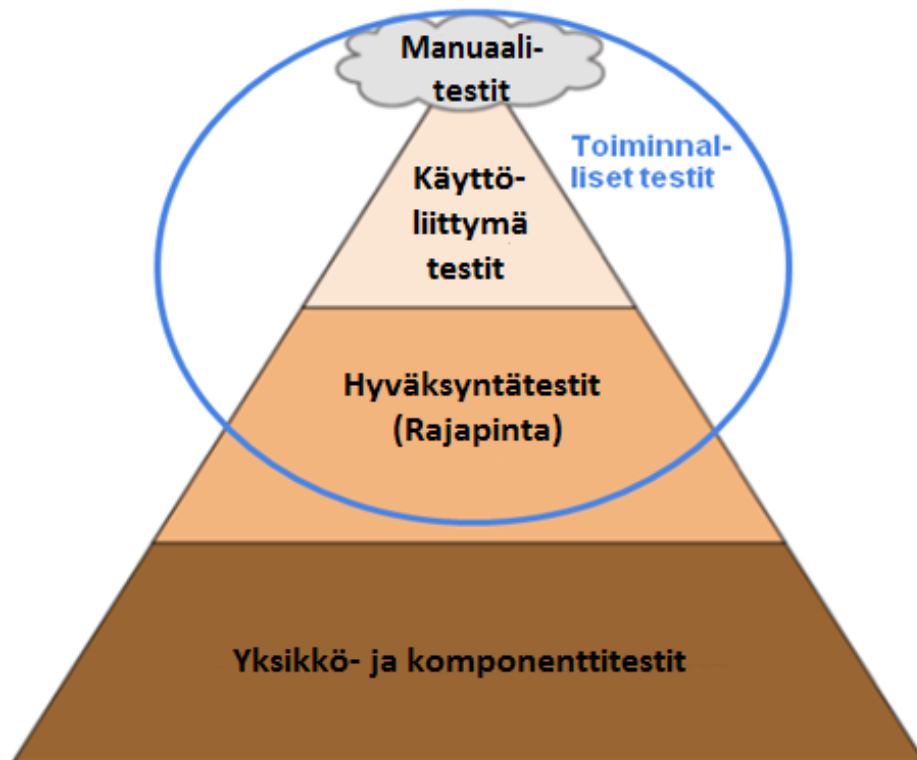 Manuaali-
testit
Toiminnal-
liset testit
Käyttö-
liittymä
testit
Hyväksyntätestit
(Rajapinta)
Yksikkö- ja komponenttitestit